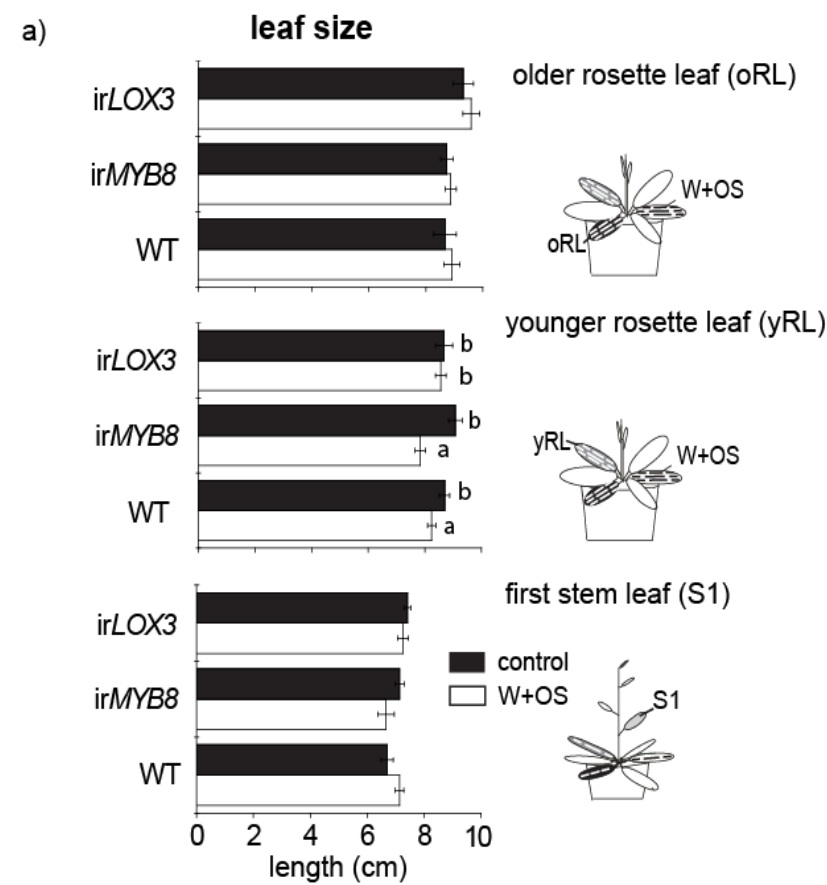 a)
leaf size
older rosette leaf (oRL)
irLOX3
irMYB8
WT
W+OS
oRL
younger rosette leaf (yRL)
irLOX3
b
b
irMYB8
b
a
WT
b
a
yRL
W+OS
first stem leaf (S1)
irLOX3
irMYB8
WT
control
W+OS
S1
0 2 4 6 8 10
length (cm)